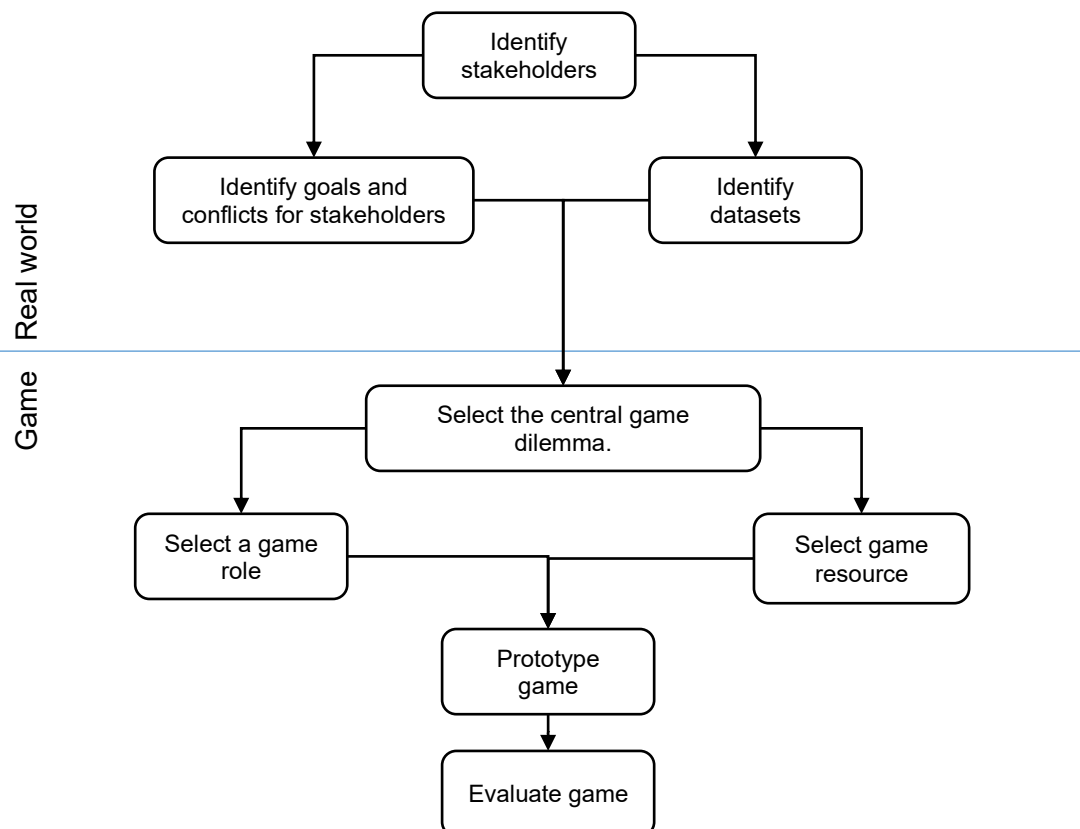 Identify
stakeholders
Identify goals and
conflicts for stakeholders
Identify
datasets
Real world
Game
Select the central game
dilemma.
Select a game
role
Select game
resource
Prototype
game
Evaluate game